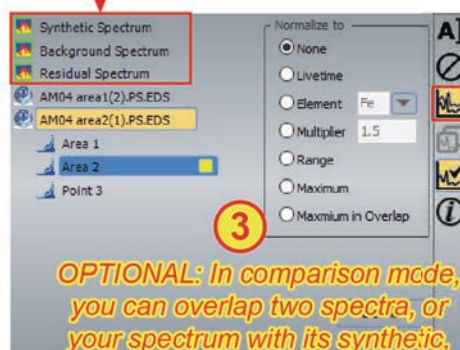 Synthetic Spectrum
Background Spectrum
Residual Spectrum
AM04 area1(2).PS.EDS
AM04 area2(1).PS.EDS
Area 1
Area 2
Point 3
Normalize to
None
Livetime
Element Fe
Multiplier 1.5
Range
Maximum
Maxmium in Overlap
A]
3
OPTIONAL: In comparison mode,
you can overlap two spectra, or
your spectrum with its synthetic,